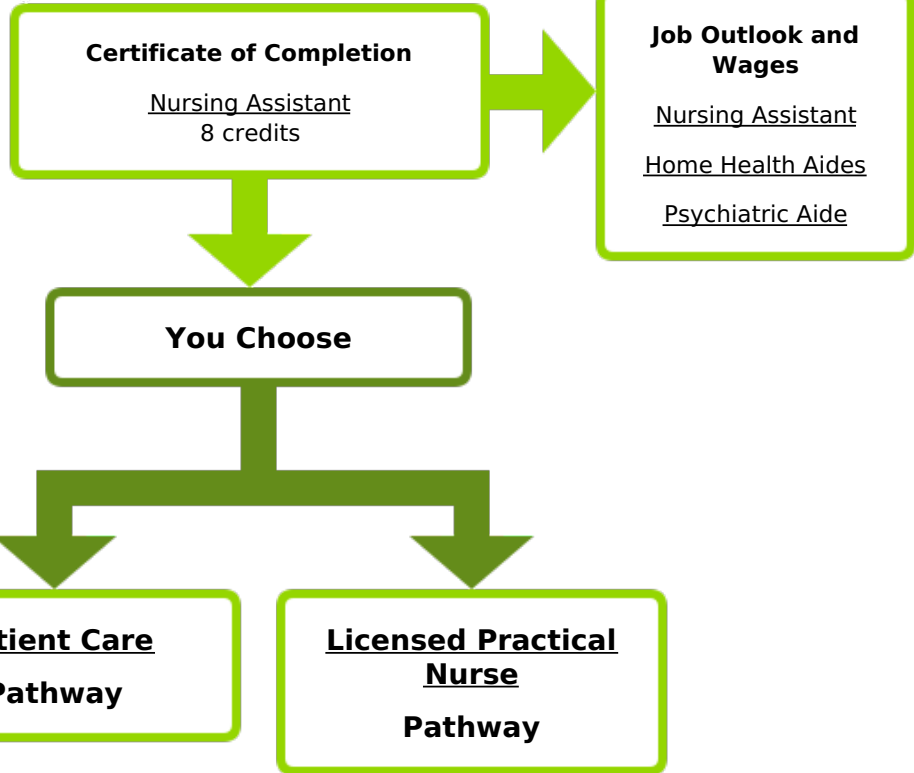 Certificate of Completion
Nursing Assistant
8 credits
Job Outlook and
Wages
Nursing Assistant
Home Health Aides
Psychiatric Aide
You Choose
tient Care
Pathway
Licensed Practical
Nurse
Pathway